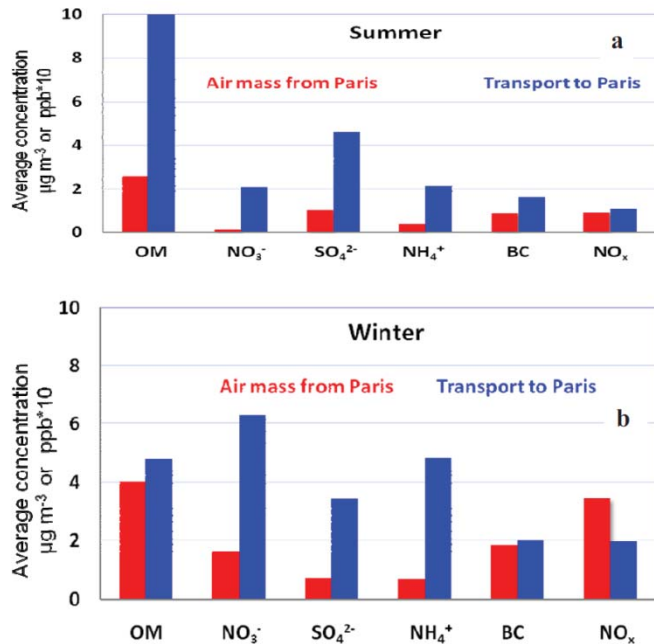 Summer
a
Air mass from Paris Transport to Paris
Average concentration
µg m⁻³ or ppb*10
10
8
6
4
2
0
OM NO₃⁻ SO₄²⁻ NH₄⁺ BC NOₓ
Winter
Air mass from Paris Transport to Paris
b
Average concentration
µg m⁻³ or ppb*10
10
8
6
4
2
0
OM NO₃⁻ SO₄²⁻ NH₄⁺ BC NOₓ